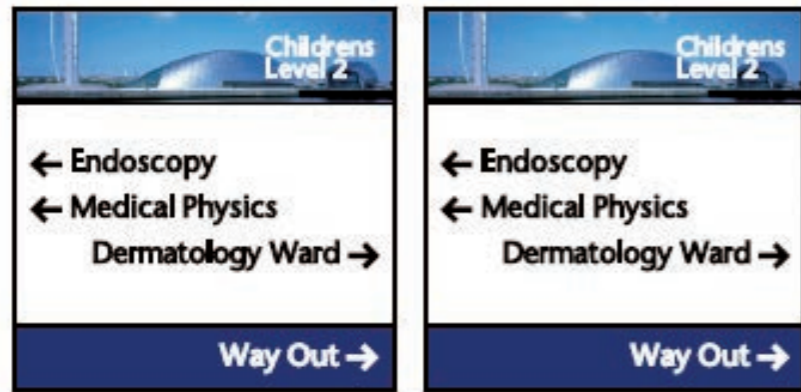 Childrens
Level 2
← Endoscopy
← Medical Physics
Dermatology Ward →
Way Out →
Childrens
Level 2
← Endoscopy
← Medical Physics
Dermatology Ward →
Way Out →